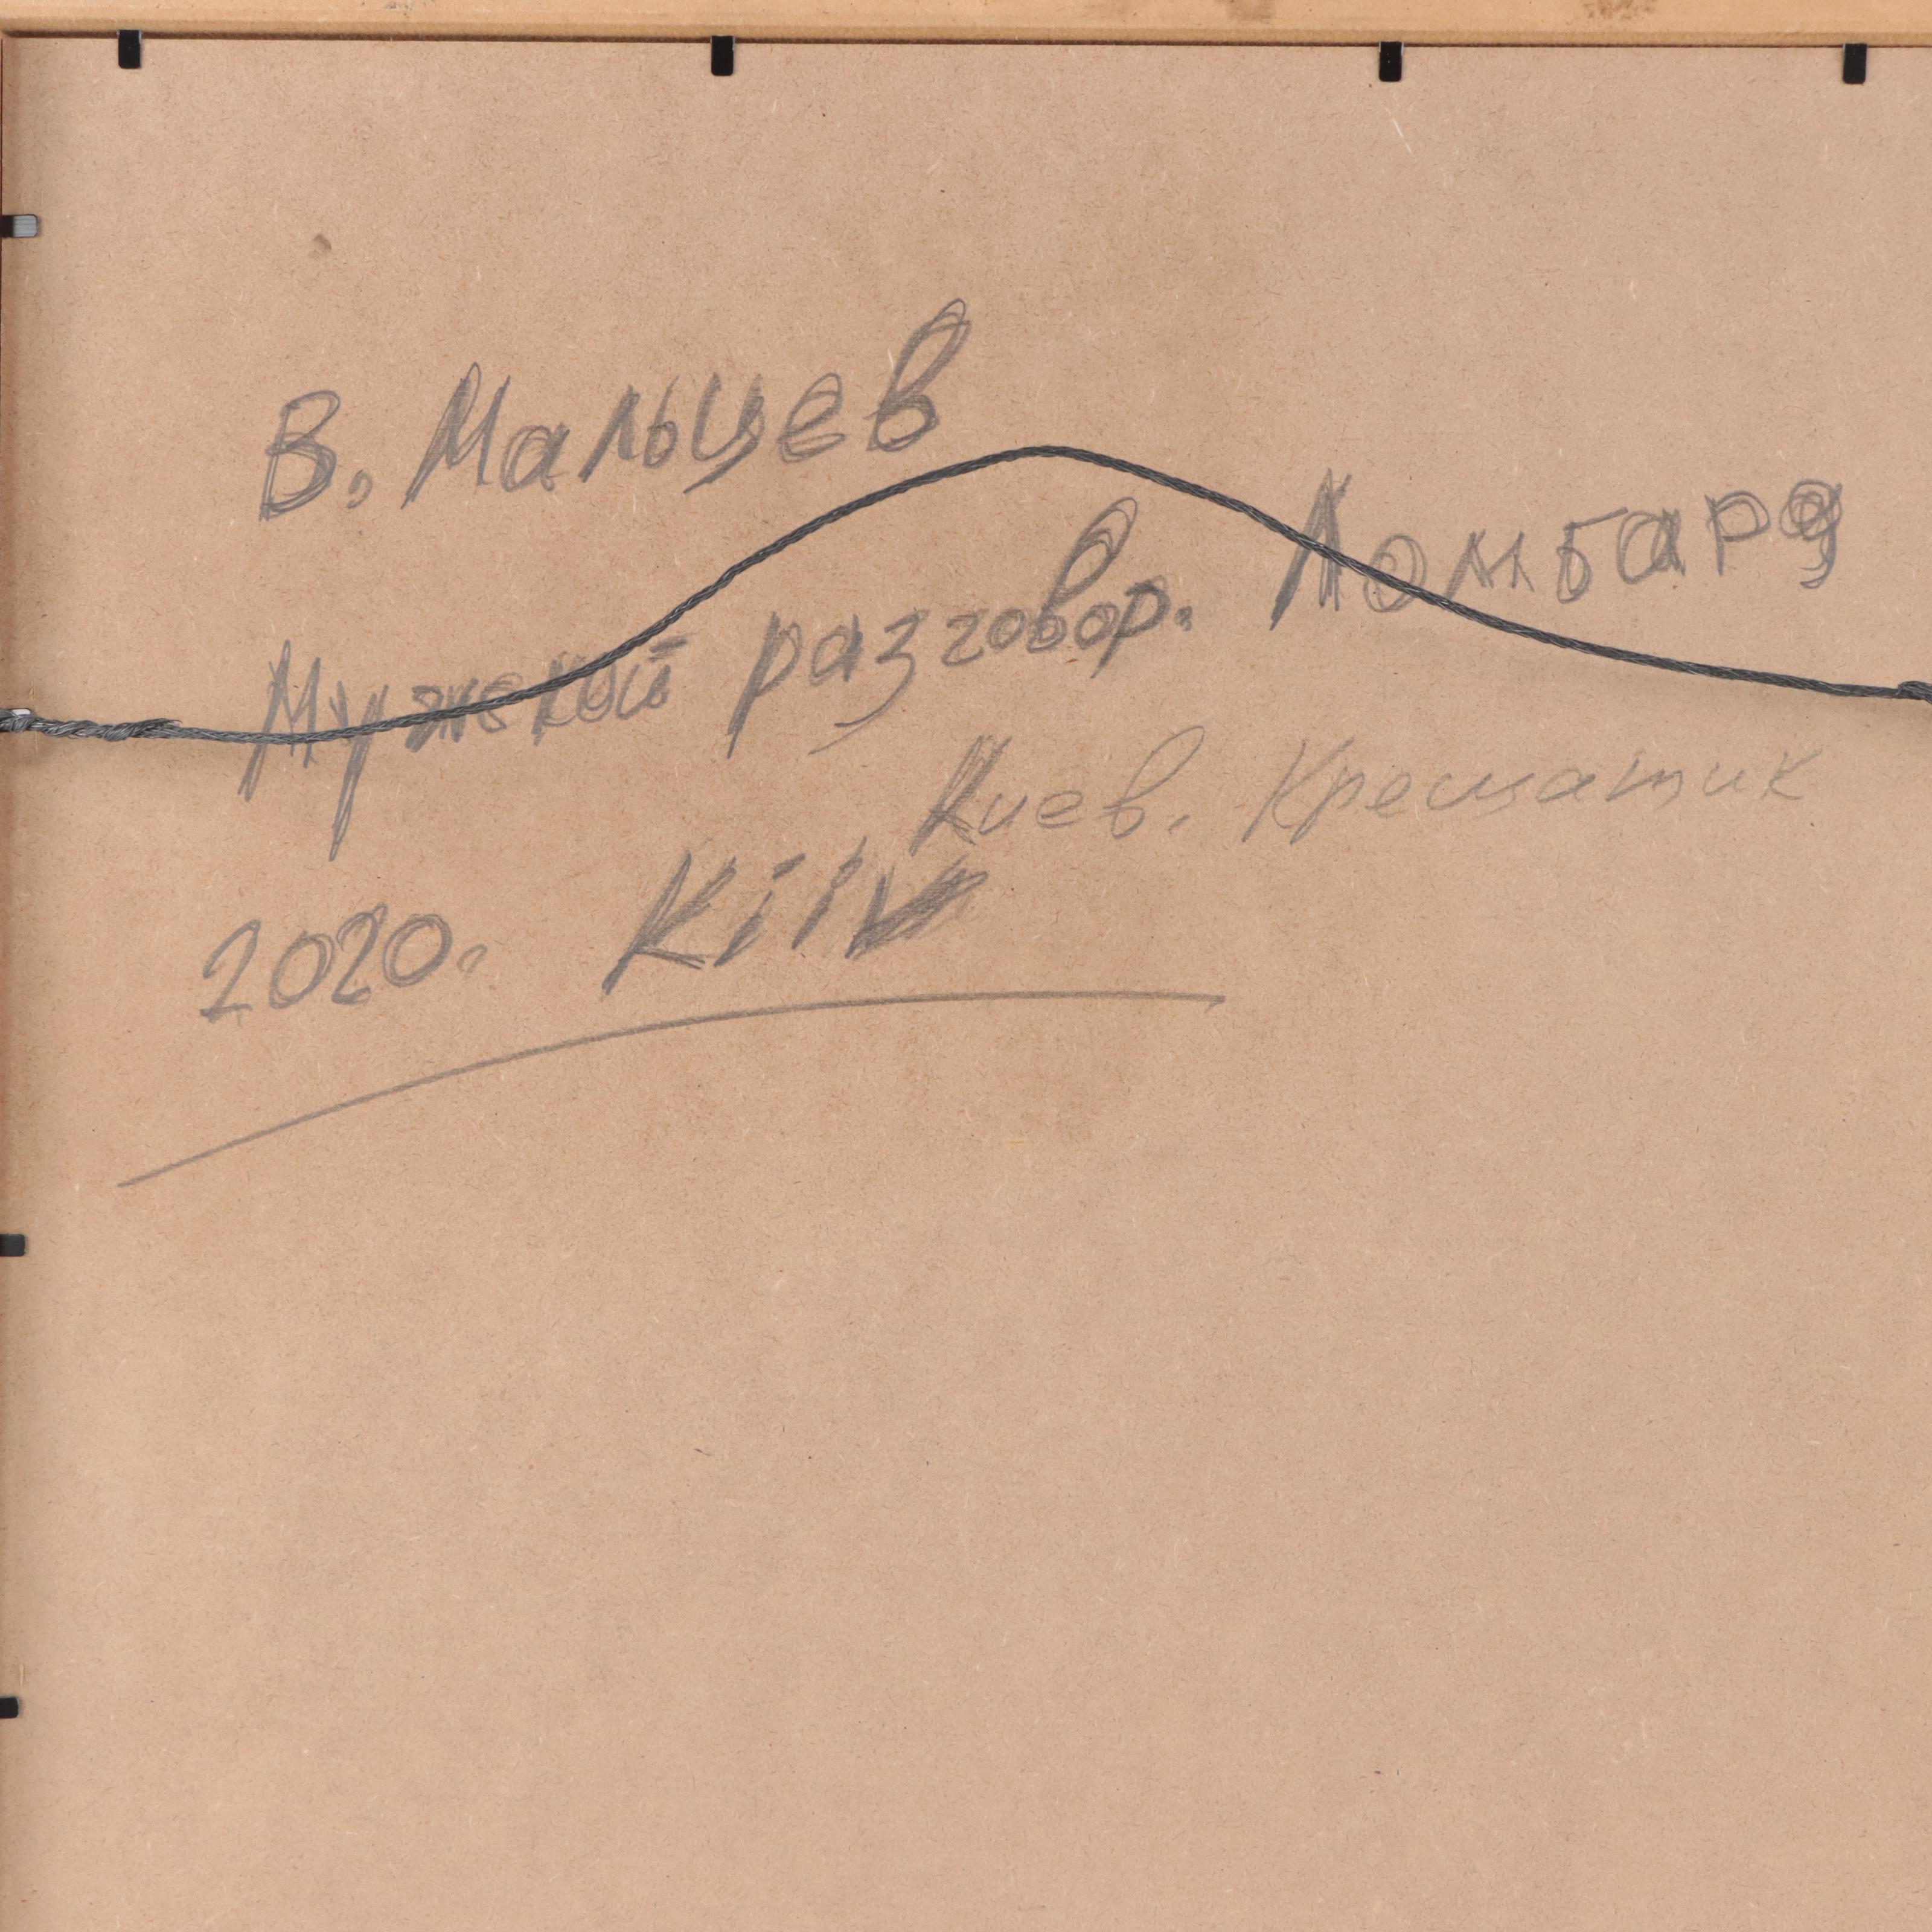 В. Мальцев
Мужской разговор. Ломбард
Киев. Крещатик
2020. Kiiv